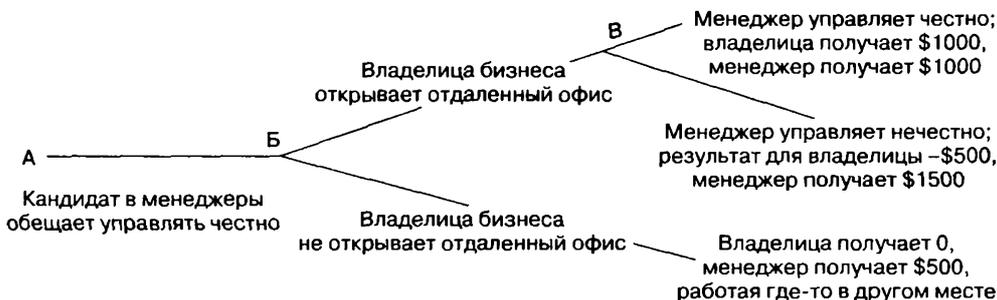 В
Менеджер управляет честно;
владелица получает $1000,
менеджер получает $1000
Владелица бизнеса
открывает отдаленный офис
Б
А
Менеджер управляет нечестно;
результат для владелицы –$500,
менеджер получает $1500
Кандидат в менеджеры
обещает управлять честно
Владелица бизнеса
не открывает отдаленный офис
Владелица получает 0,
менеджер получает $500,
работая где-то в другом месте